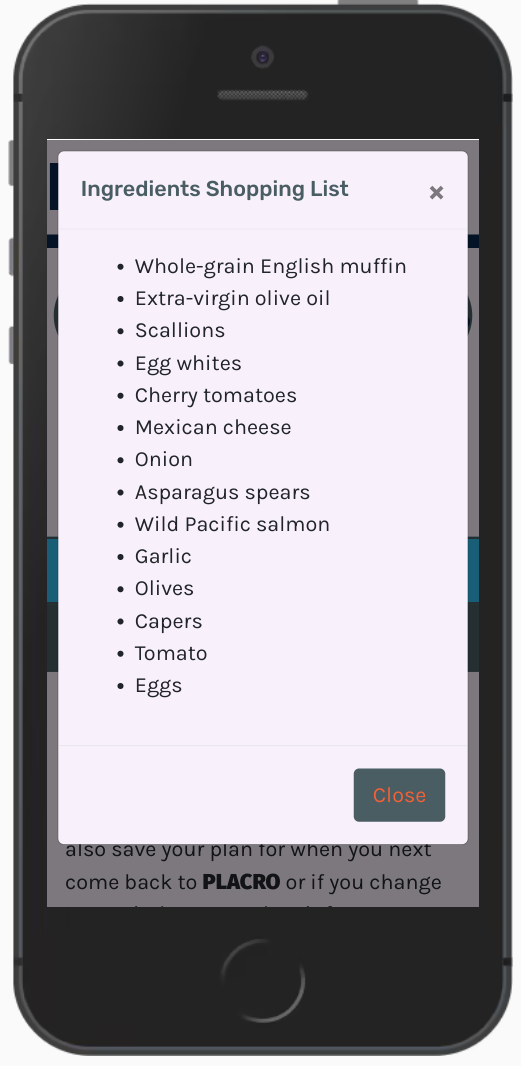 Ingredients Shopping List ×
• Whole-grain English muffin
• Extra-virgin olive oil
• Scallions
• Egg whites
• Cherry tomatoes
• Mexican cheese
• Onion
• Asparagus spears
• Wild Pacific salmon
• Garlic
• Olives
• Capers
• Tomato
• Eggs
Close
also save your plan for when you next
come back to PLACRO or if you change